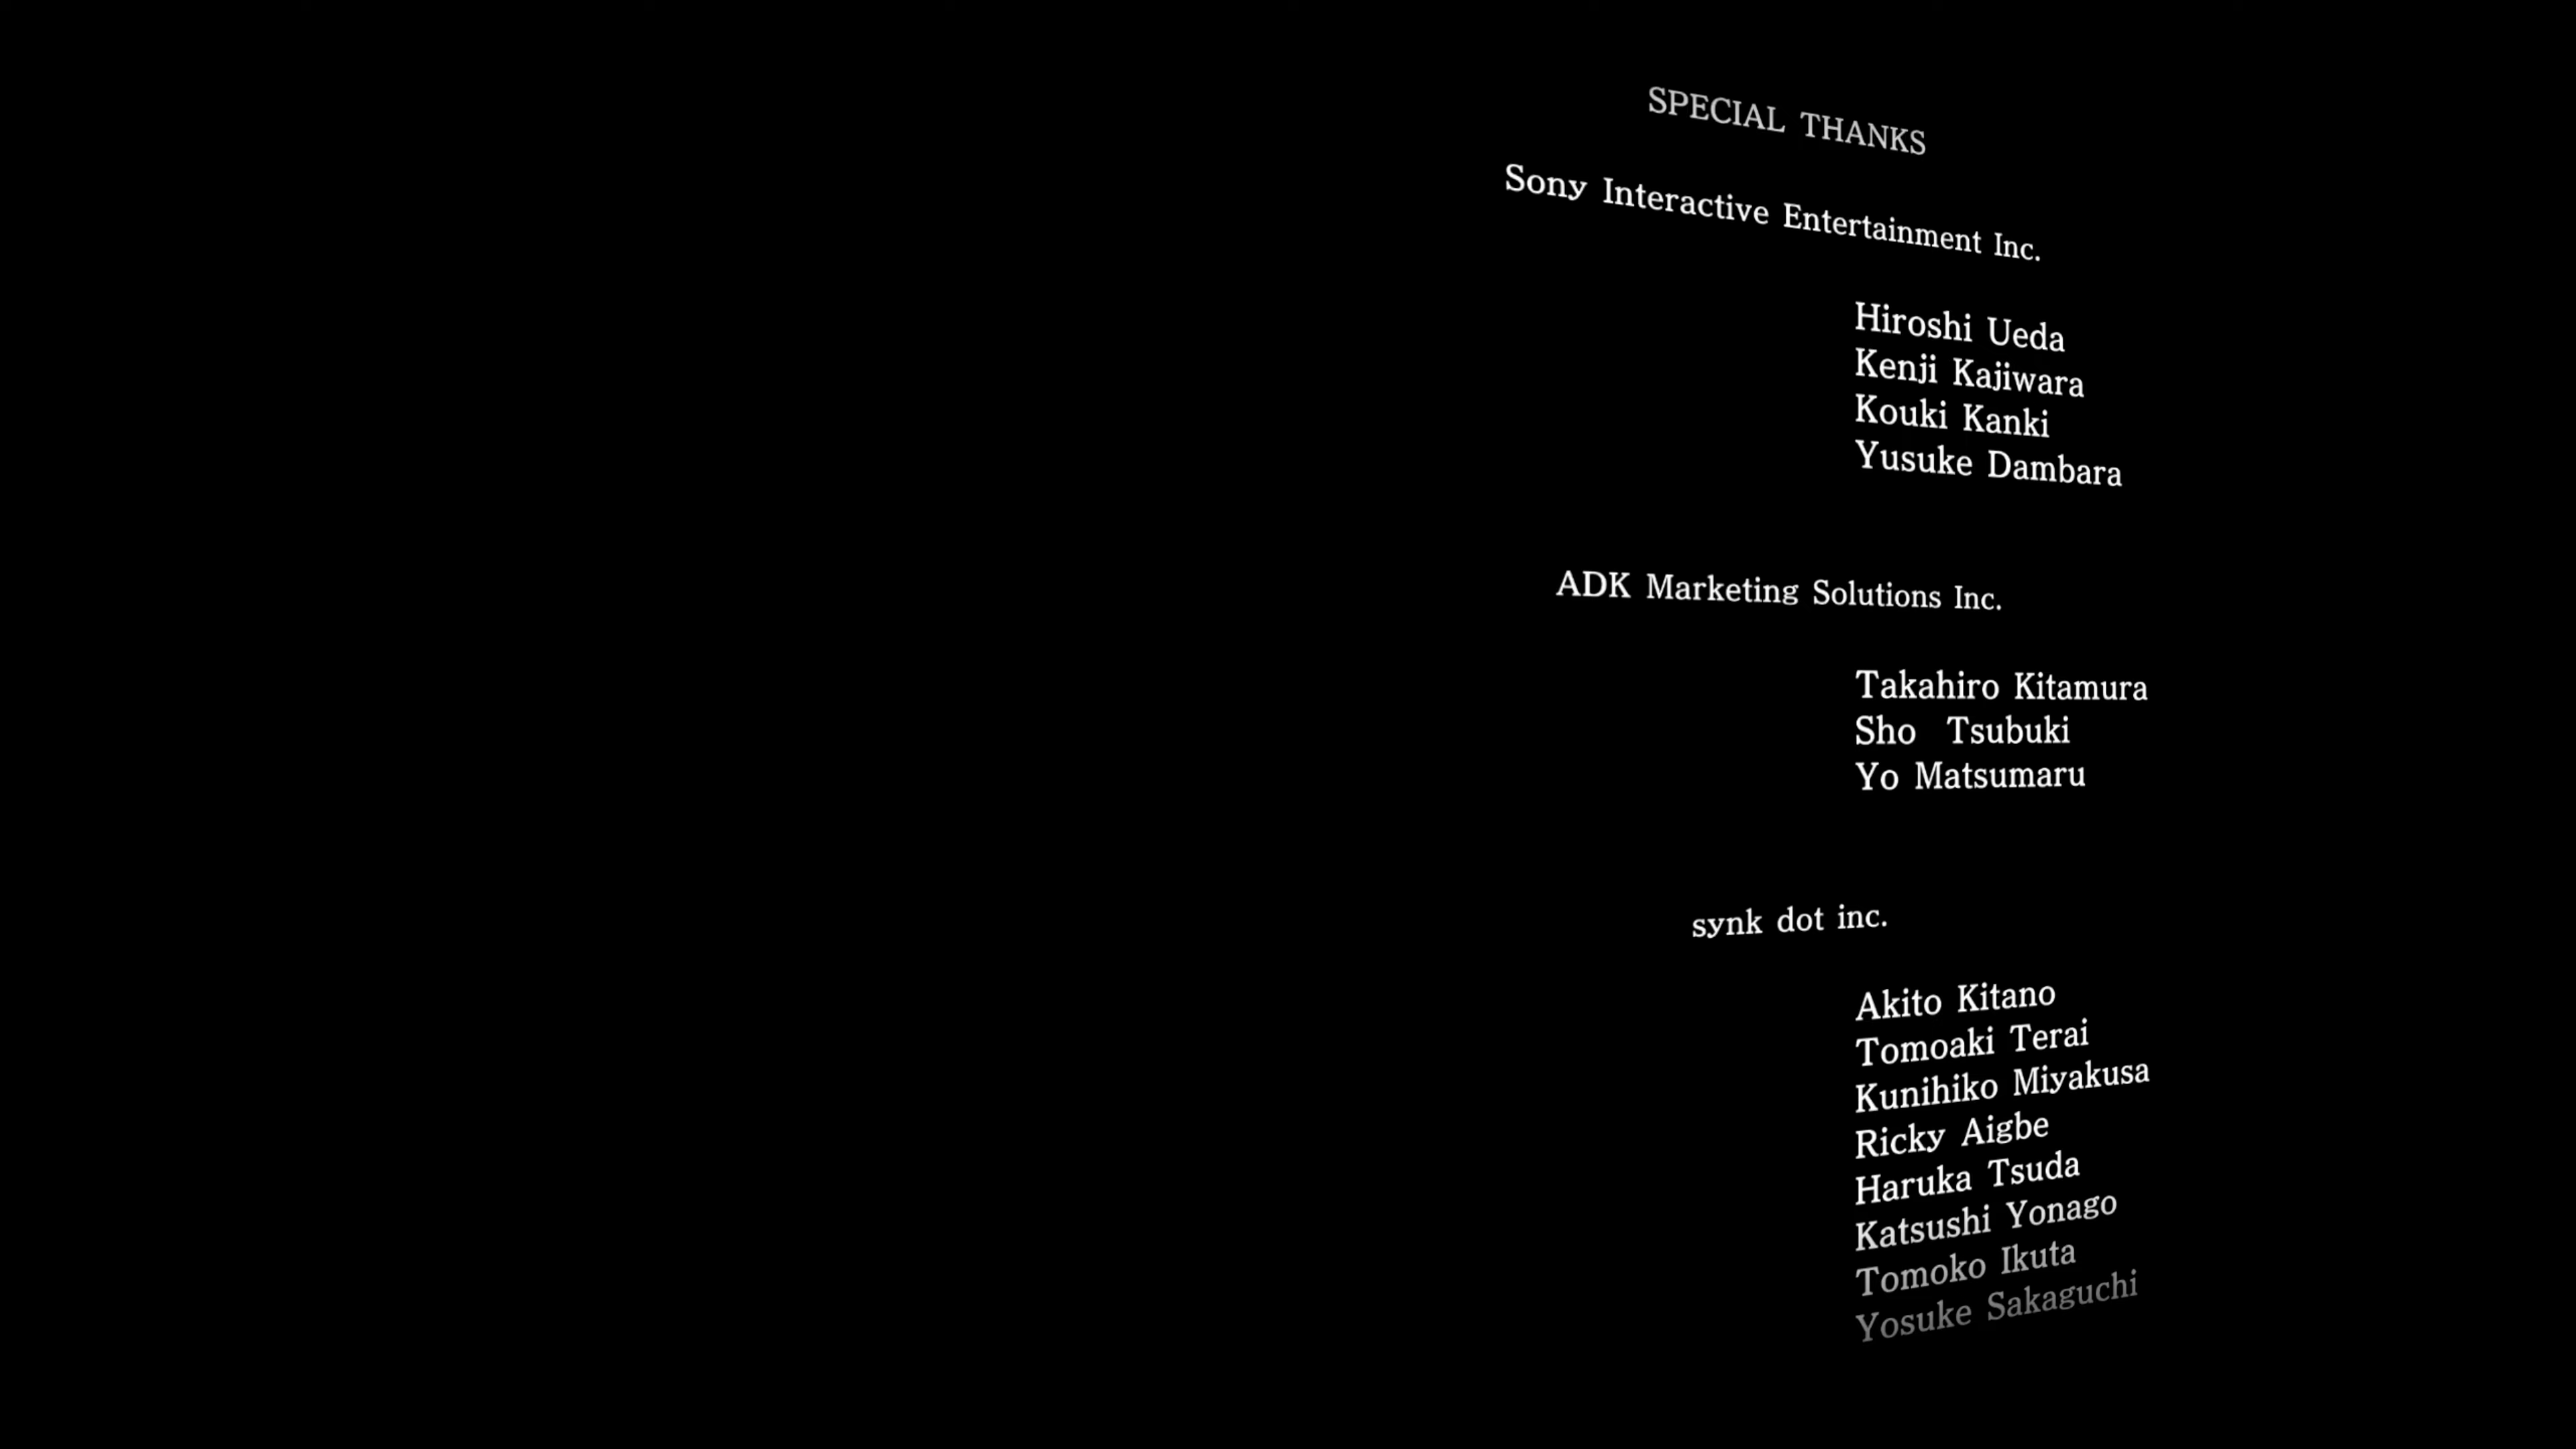 SPECIAL THANKS
Sony Interactive Entertainment Inc.
Hiroshi Ueda
Kenji Kajiwara
Kouki Kanki
Yusuke Dambara
ADK Marketing Solutions Inc.
Takahiro Kitamura
Sho Tsubuki
Yo Matsumaru
synk dot inc.
Akito Kitano
Tomoaki Terai
Kunihiko Miyakusa
Ricky Aigbe
Haruka Tsuda
Katsushi Yonago
Tomoko Ikuta
Yosuke Sakaguchi